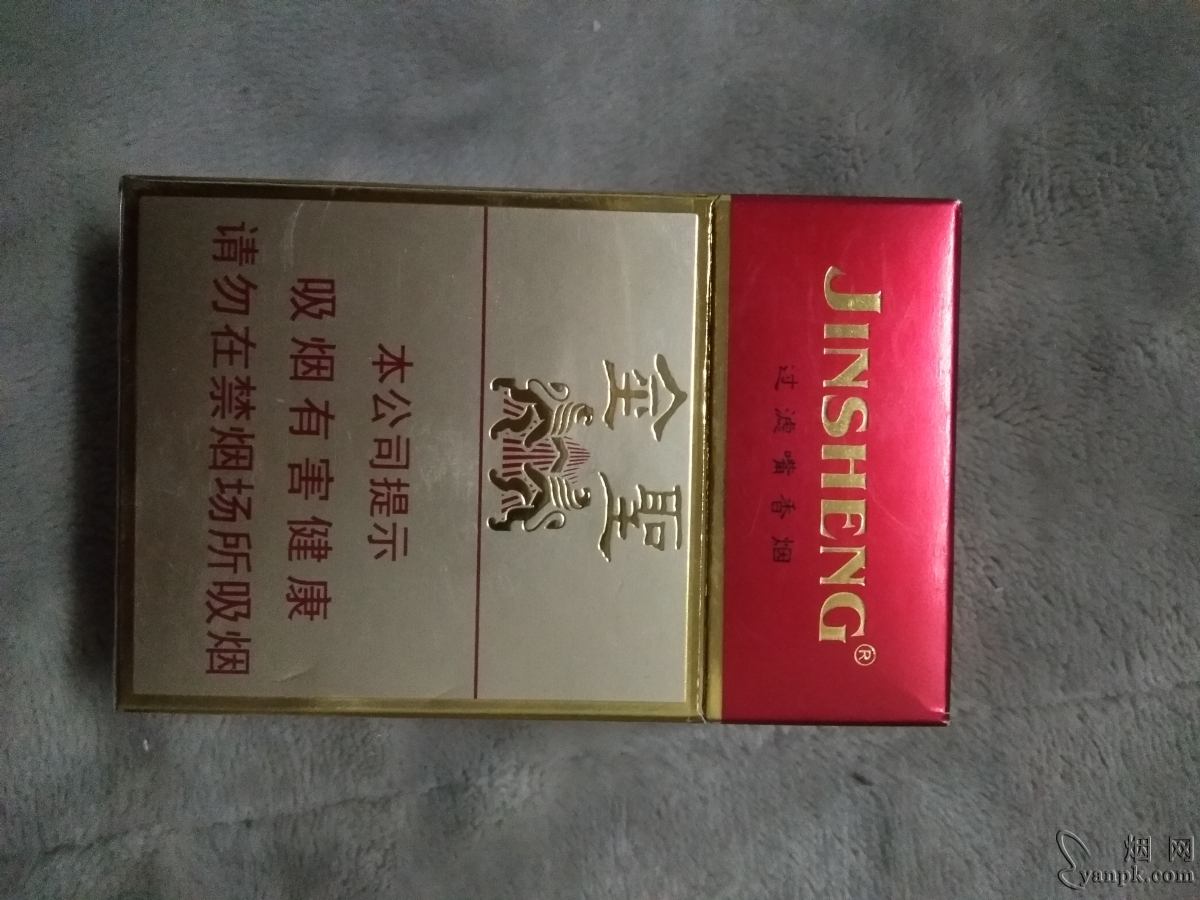 JINSHENG®
过滤嘴香烟
金聖
本公司提示
吸烟有害健康
请勿在禁烟场所吸烟
烟网
yanpk.com